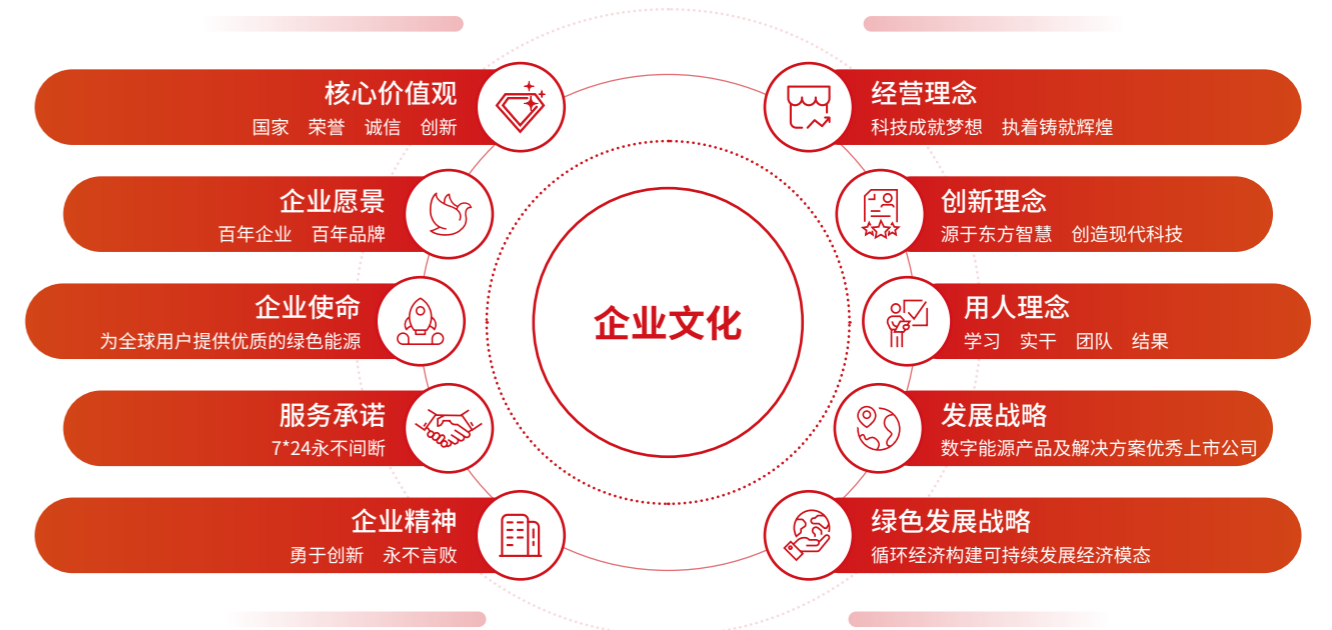 核心价值观
国家 荣誉 诚信 创新
企业愿景
百年企业 百年品牌
企业使命
为全球用户提供优质的绿色能源
服务承诺
7*24永不间断
企业精神
勇于创新 永不言败
企业文化
经营理念
科技成就梦想 执着铸就辉煌
创新理念
源于东方智慧 创造现代科技
用人理念
学习 实干 团队 结果
发展战略
数字能源产品及解决方案优秀上市公司
绿色发展战略
循环经济构建可持续发展经济模态